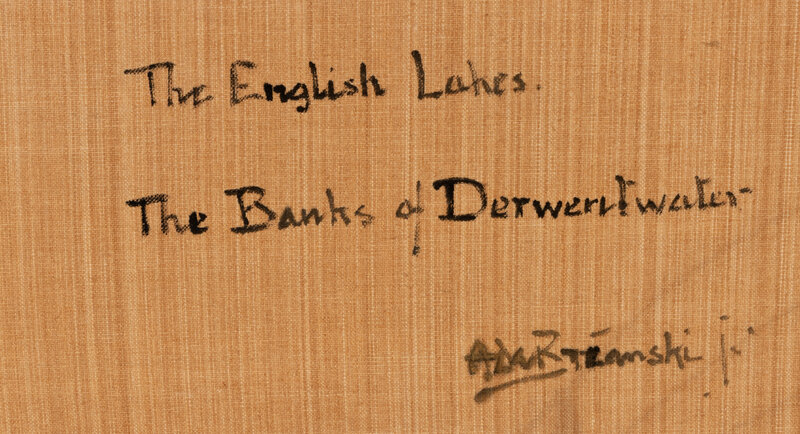 The English Lakes.
The Banks of Derwentwater